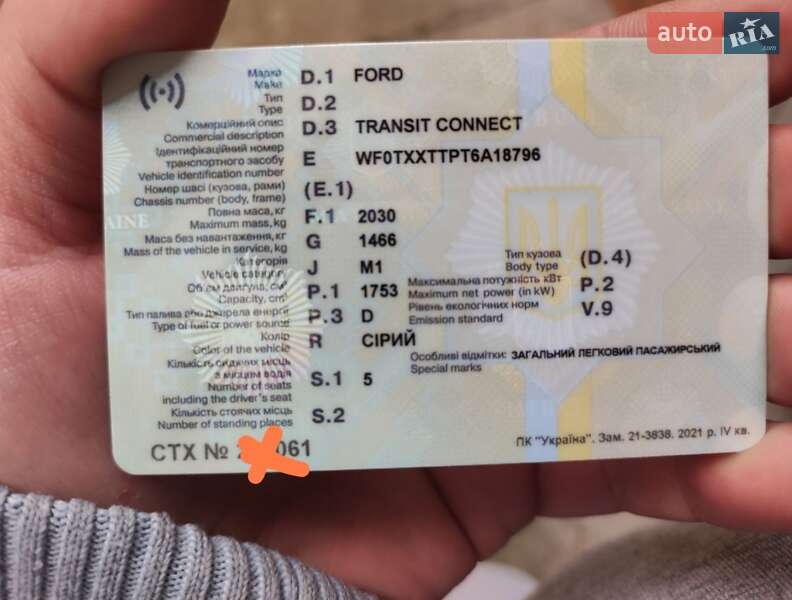 auto RIA .com
Марка D.1 FORD
Make
Тип D.2
Type
Комерційний опис D.3 TRANSIT CONNECT
Commercial description
Ідентифікаційний номер
транспортного засобу E WF0TXXTTPT6A18796
Vehicle identification number
Номер шасі (кузова, рами) (E.1)
Chassis number (body, frame)
Повна маса, кг F.1 2030
Maximum mass, kg
Маса без навантаження, кг G 1466
Mass of the vehicle in service, kg
Категорія J M1
Vehicle category
Тип кузова (D.4)
Body type
Об'єм двигуна, см³ P.1 1753
Capacity, cm³
Максимальна потужність кВт P.2
Maximum net power (in kW)
Тип палива або джерела енергії P.3 D
Type of fuel or power source
Рівень екологічних норм V.9
Emission standard
Колір R СІРИЙ
Color of the vehicle
Особливі відмітки: ЗАГАЛЬНИЙ ЛЕГКОВИЙ ПАСАЖИРСЬКИЙ
Special marks
Кількість сидячих місць
з місцем водія S.1 5
Number of seats
including the driver's seat
Кількість стоячих місць S.2
Number of standing places
СТХ № 061
ПК "Україна". Зам. 21-3838. 2021 р. IV кв.